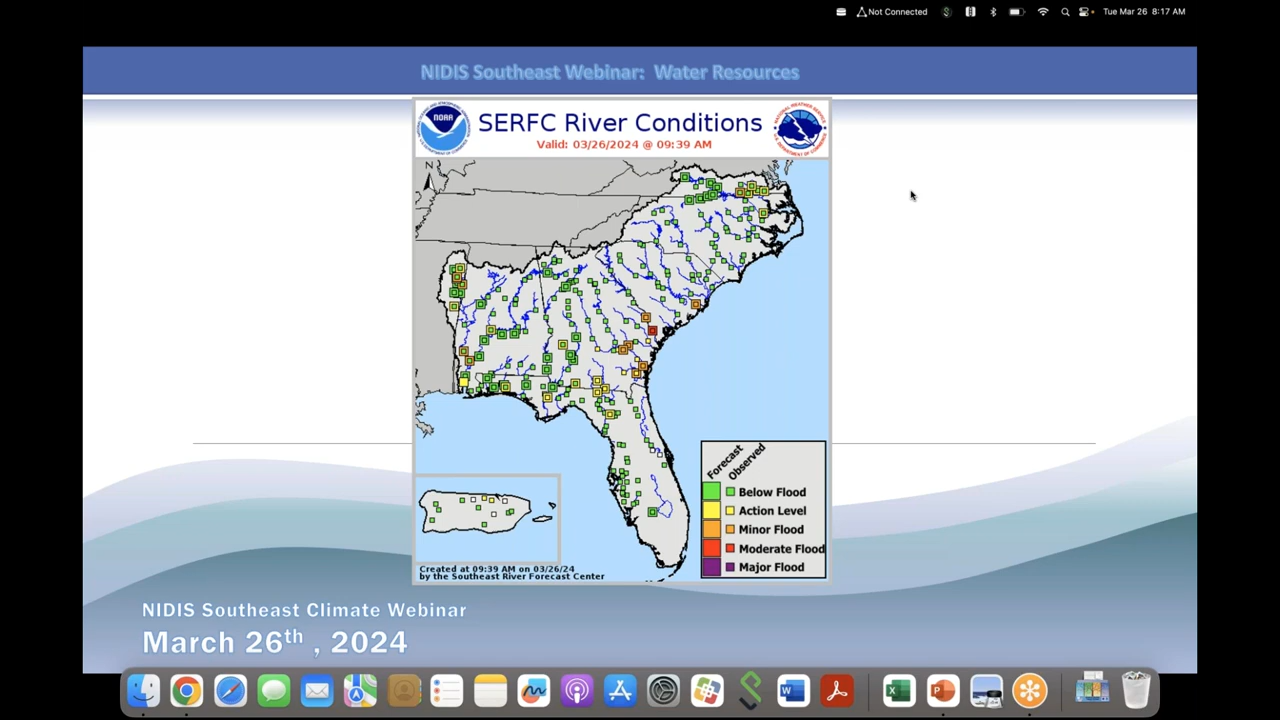 Not Connected
Tue Mar 26 8:17 AM
NIDIS Southeast Webinar: Water Resources
NOAA
SERFC River Conditions
Valid: 03/26/2024 @ 09:39 AM
N
Forecast
Observed
Below Flood
Action Level
Minor Flood
Moderate Flood
Major Flood
Created at 09:39 AM on 03/26/24
by the Southeast River Forecast Center
NIDIS Southeast Climate Webinar
March 26th , 2024